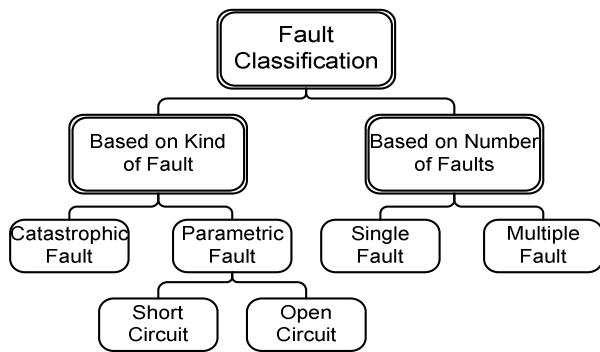 Fault
Classification
Based on Kind
of Fault
Based on Number
of Faults
Catastrophic
Fault
Parametric
Fault
Single
Fault
Multiple
Fault
Short
Circuit
Open
Circuit